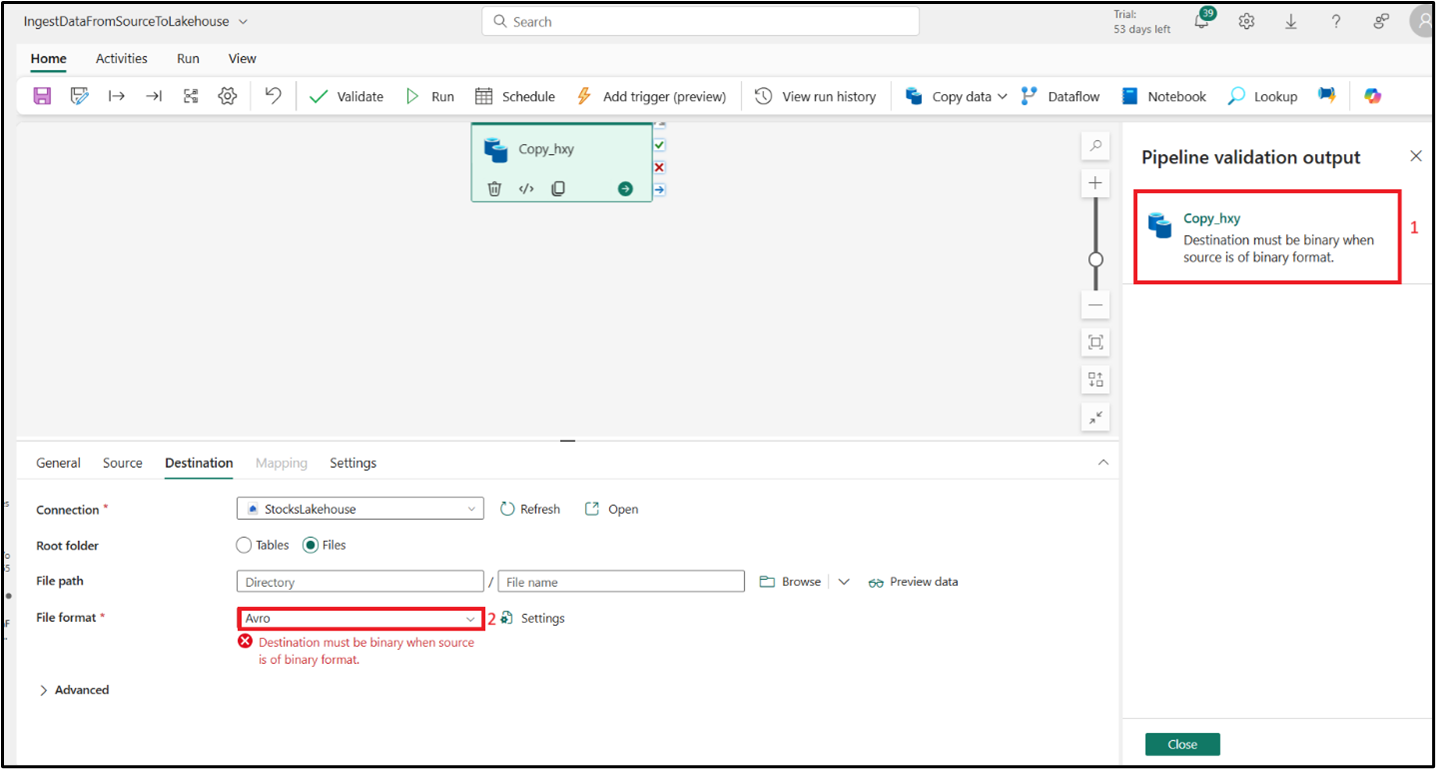 IngestDataFromSourceToLakehouse
Search
Trial:
53 days left
39
Home Activities Run View
Validate Run Schedule Add trigger (preview) View run history Copy data Dataflow Notebook Lookup
Copy_hxy
Pipeline validation output
Copy_hxy
Destination must be binary when
source is of binary format.
1
General Source Destination Mapping Settings
Connection * StocksLakehouse Refresh Open
Root folder Tables Files
File path Directory / File name Browse Preview data
File format * Avro 2 Settings
Destination must be binary when source
is of binary format.
Advanced
Close